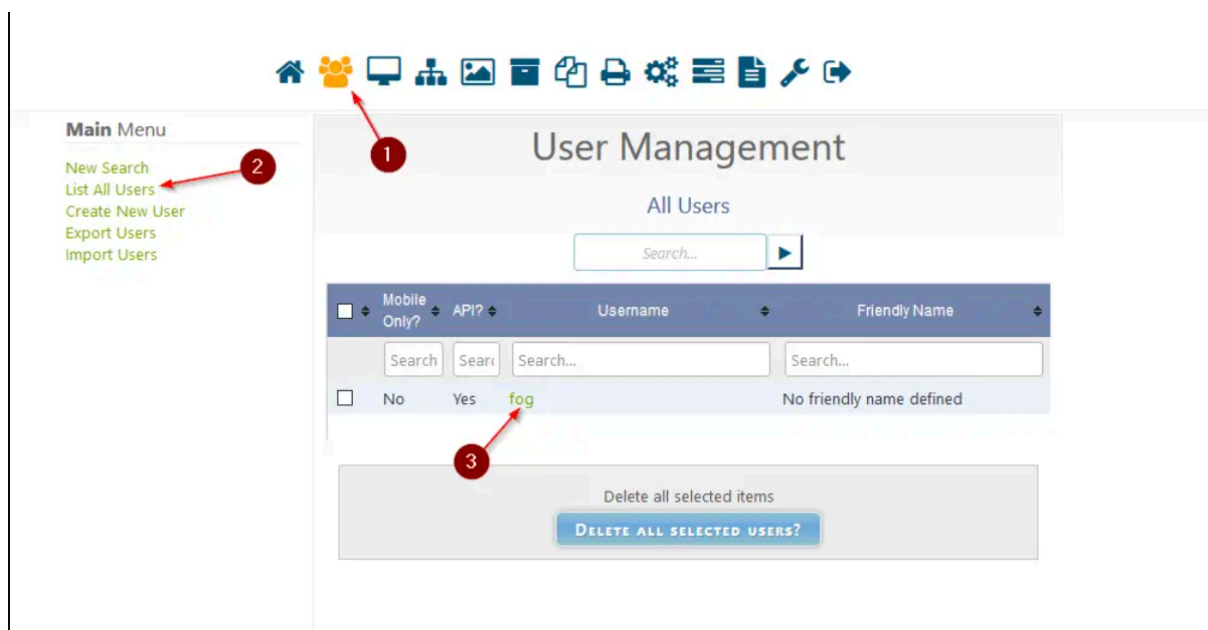 1
Main Menu
2
New Search
List All Users
Create New User
Export Users
Import Users
User Management
All Users
Search...
Mobile Only? API? Username Friendly Name
Search Search Search... Search...
No Yes fog No friendly name defined
3
Delete all selected items
DELETE ALL SELECTED USERS?